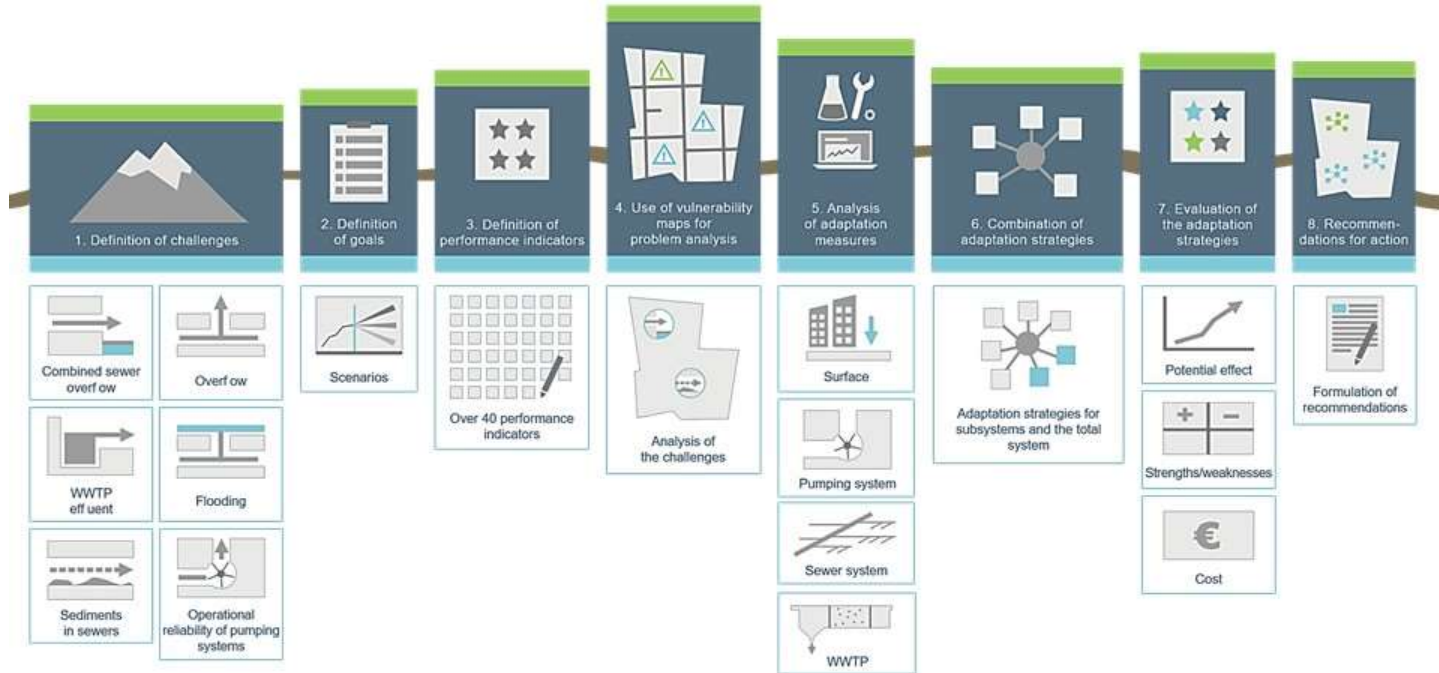 1. Definition of challenges
2. Definition
of goals
3. Definition of
performance indicators
4. Use of vulnerability
maps for
problem analysis
5. Analysis
of adaptation
measures
6. Combination of
adaptation strategies
7. Evaluation of
the adaptation
strategies
8. Recommen-
dations for action
Combined sewer
overf ow
Overf ow
WWTP
eff uent
Flooding
Sediments
in sewers
Operational
reliability of pumping
systems
Scenarios
Over 40 performance
indicators
Analysis of
the challenges
Surface
Pumping system
Sewer system
WWTP
Adaptation strategies for
subsystems and the total
system
Potential effect
+ −
Strengths/weaknesses
€
Cost
Formulation of
recommendations